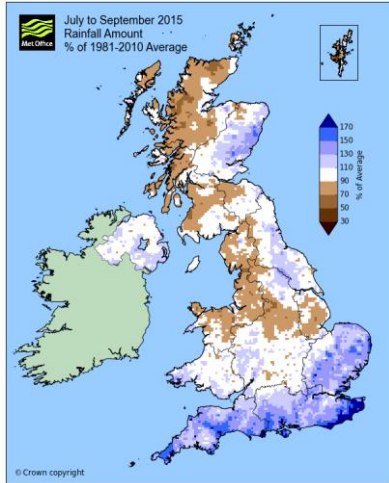 Met Office
July to September 2015
Rainfall Amount
% of 1981-2010 Average
170
150
130
110
90
70
50
30
% of Average
© Crown copyright